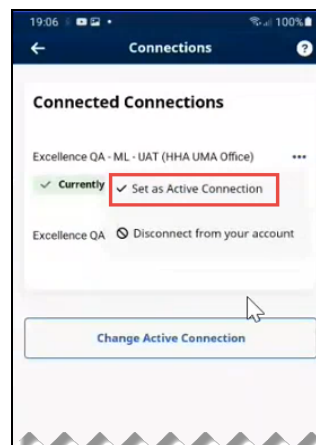 19:06 100%
Connections ?
Connected Connections
Excellence QA - ML - UAT (HHA UMA Office)
Currently
Set as Active Connection
Excellence QA
Disconnect from your account
Change Active Connection